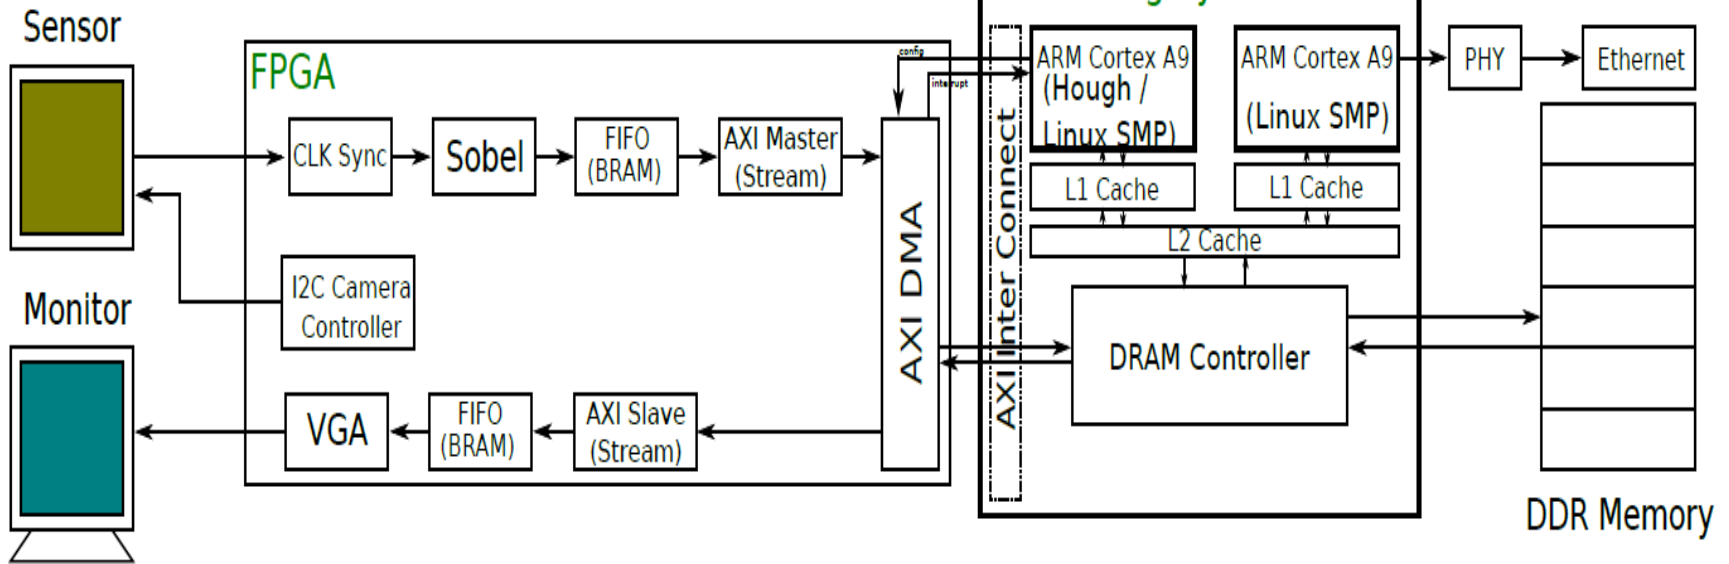 Sensor
FPGA
CLK Sync
Sobel
FIFO
(BRAM)
AXI Master
(Stream)
config
interrupt
AXI DMA
AXI Inter Connect
ARM Cortex A9
(Hough /
Linux SMP)
ARM Cortex A9
(Linux SMP)
PHY
Ethernet
L1 Cache
L1 Cache
L2 Cache
I2C Camera
Controller
Monitor
DRAM Controller
VGA
FIFO
(BRAM)
AXI Slave
(Stream)
DDR Memory